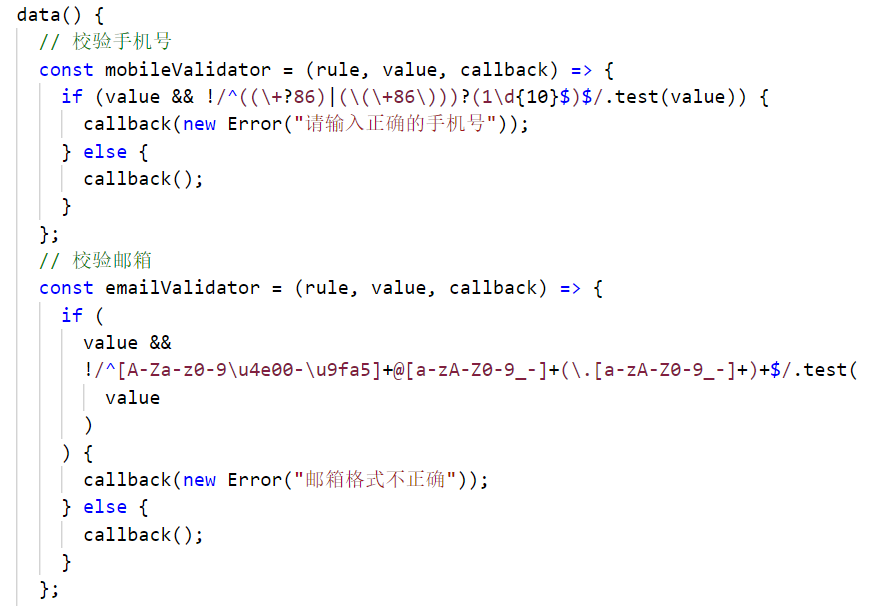 data() {
// 校验手机号
const mobileValidator = (rule, value, callback) => {
if (value && !/^((\+?86)|(\(\+86\)))?(1\d{10}$)$/.test(value)) {
callback(new Error("请输入正确的手机号"));
} else {
callback();
}
};
// 校验邮箱
const emailValidator = (rule, value, callback) => {
if (
value &&
!/^[A-Za-z0-9\u4e00-\u9fa5]+@[a-zA-Z0-9_-]+(\.[a-zA-Z0-9_-]+)+$/.test(
value
)
) {
callback(new Error("邮箱格式不正确"));
} else {
callback();
}
};